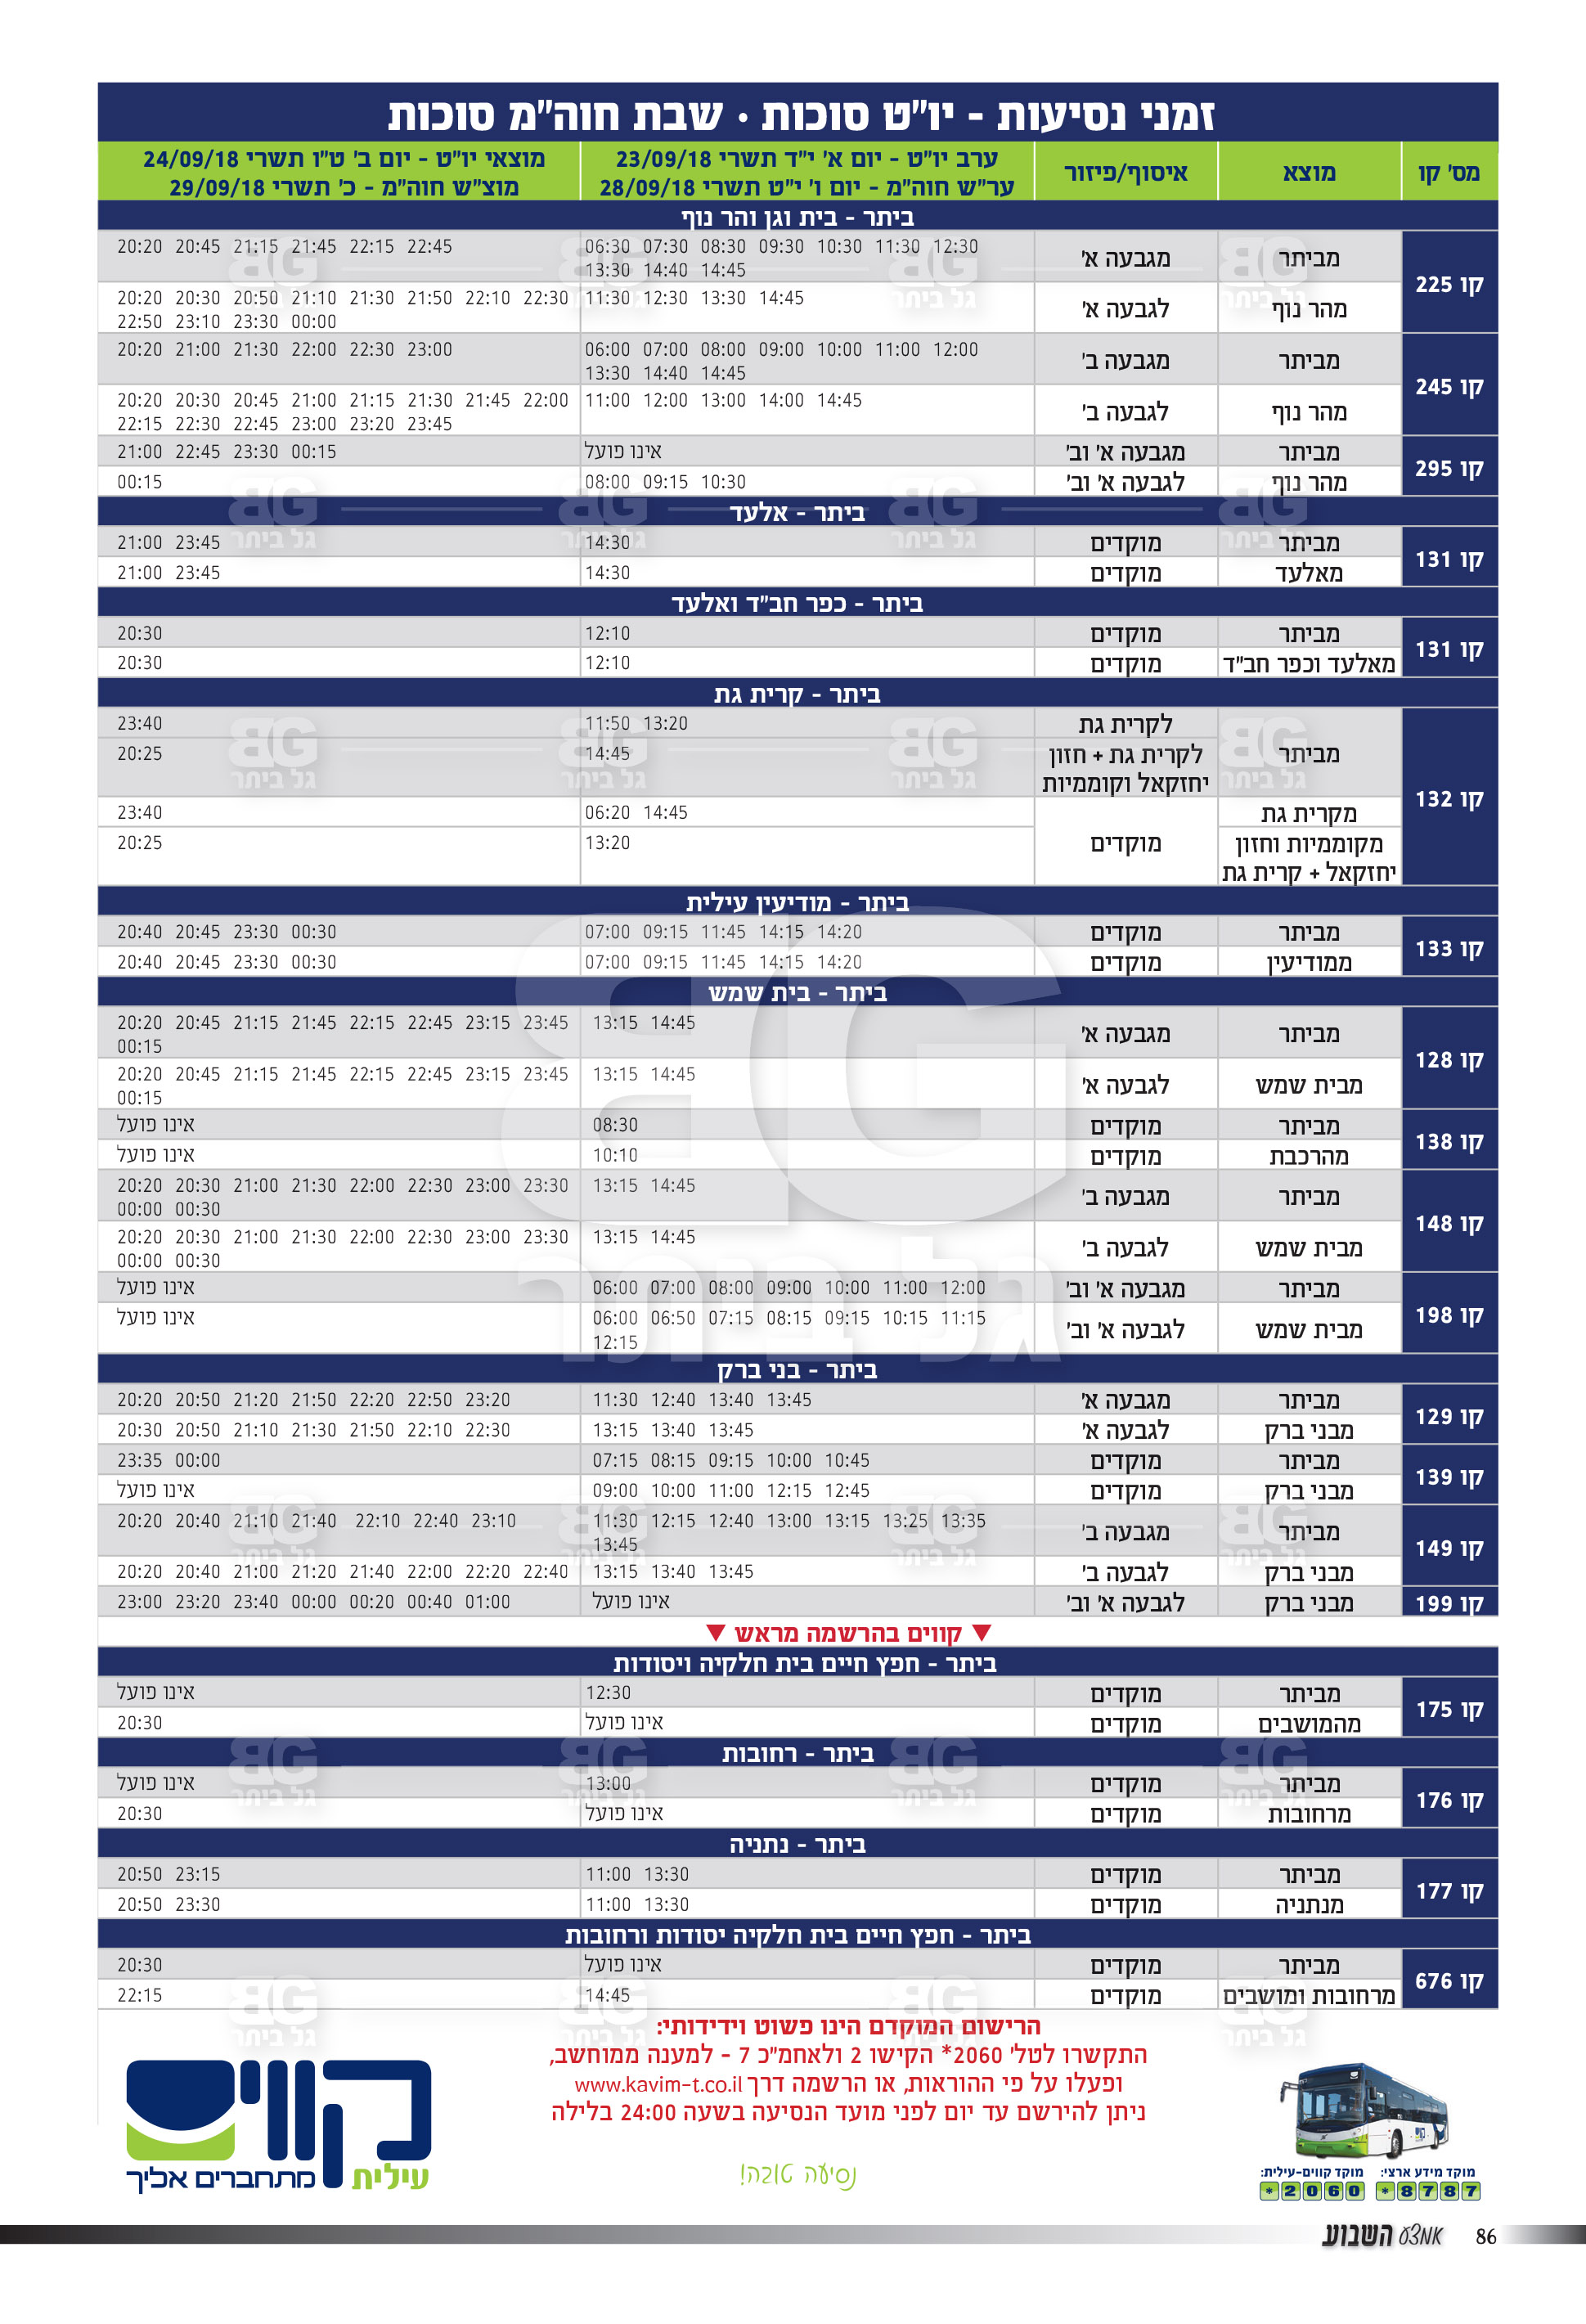 זמני נסיעות - יו"ט סוכות · שבת חוה"מ סוכות
מס' קו מוצא איסוף/פיזור ערב יו"ט - יום א' י"ד תשרי 23/09/18 מוצאי יו"ט - יום ב' ט"ו תשרי 24/09/18
ער"ש חוה"מ - יום ו' י"ט תשרי 28/09/18 מוצ"ש חוה"מ - כ' תשרי 29/09/18
ביתר - בית וגן והר נוף
קו 225
מביתר מגבעה א' 06:30 07:30 08:30 09:30 10:30 11:30 12:30
13:30 14:40 14:45
20:20 20:45 21:15 21:45 22:15 22:45
מהר נוף לגבעה א' 11:30 12:30 13:30 14:45
20:20 20:30 20:50 21:10 21:30 21:50 22:10 22:30
22:50 23:10 23:30 00:00
קו 245
מביתר מגבעה ב' 06:00 07:00 08:00 09:00 10:00 11:00 12:00
13:30 14:40 14:45
20:20 21:00 21:30 22:00 22:30 23:00
מהר נוף לגבעה ב' 11:00 12:00 13:00 14:00 14:45
20:20 20:30 20:45 21:00 21:15 21:30 21:45 22:00
22:15 22:30 22:45 23:00 23:20 23:45
קו 295
מביתר מגבעה א' וב' אינו פועל 21:00 22:45 23:30 00:15
מהר נוף לגבעה א' וב' 08:00 09:15 10:30 00:15
ביתר - אלעד
קו 131
מביתר מוקדים 14:30 21:00 23:45
מאלעד מוקדים 14:30 21:00 23:45
ביתר - כפר חב"ד ואלעד
קו 131
מביתר מוקדים 12:10 20:30
מאלעד וכפר חב"ד מוקדים 12:10 20:30
ביתר - קרית גת
קו 132
מביתר
לקרית גת 11:50 13:20 23:40
לקרית גת + חזון 14:45 20:25
יחזקאל וקוממיות
מקרית גת 06:20 14:45 23:40
מוקדים
מקוממיות וחזון 13:20 20:25
יחזקאל + קרית גת
ביתר - מודיעין עילית
קו 133
מביתר מוקדים 07:00 09:15 11:45 14:15 14:20 20:40 20:45 23:30 00:30
ממודיעין מוקדים 07:00 09:15 11:45 14:15 14:20 20:40 20:45 23:30 00:30
ביתר - בית שמש
קו 128
מביתר מגבעה א' 13:15 14:45 20:20 20:45 21:15 21:45 22:15 22:45 23:15 23:45
00:15
מבית שמש לגבעה א' 13:15 14:45 20:20 20:45 21:15 21:45 22:15 22:45 23:15 23:45
00:15
קו 138
מביתר מוקדים 08:30 אינו פועל
מהרכבת מוקדים 10:10 אינו פועל
קו 148
מביתר מגבעה ב' 13:15 14:45 20:20 20:30 21:00 21:30 22:00 22:30 23:00 23:30
00:00 00:30
מבית שמש לגבעה ב' 13:15 14:45 20:20 20:30 21:00 21:30 22:00 22:30 23:00 23:30
00:00 00:30
קו 198
מביתר מגבעה א' וב' 06:00 07:00 08:00 09:00 10:00 11:00 12:00 אינו פועל
מבית שמש לגבעה א' וב' 06:00 06:50 07:15 08:15 09:15 10:15 11:15 אינו פועל
12:15
ביתר - בני ברק
קו 129
מביתר מגבעה א' 11:30 12:40 13:40 13:45 20:20 20:50 21:20 21:50 22:20 22:50 23:20
מבני ברק לגבעה א' 13:15 13:40 13:45 20:30 20:50 21:10 21:30 21:50 22:10 22:30
קו 139
מביתר מוקדים 07:15 08:15 09:15 10:00 10:45 23:35 00:00
מבני ברק מוקדים 09:00 10:00 11:00 12:15 12:45 אינו פועל
קו 149
מביתר מגבעה ב' 11:30 12:15 12:40 13:00 13:15 13:25 13:35 20:20 20:40 21:10 21:40 22:10 22:40 23:10
13:45
מבני ברק לגבעה ב' 13:15 13:40 13:45 20:20 20:40 21:00 21:20 21:40 22:00 22:20 22:40
קו 199 מבני ברק לגבעה א' וב' אינו פועל 23:00 23:20 23:40 00:00 00:20 00:40 01:00
▼ קווים בהרשמה מראש ▼
ביתר - חפץ חיים בית חלקיה ויסודות
קו 175
מביתר מוקדים 12:30 אינו פועל
מהמושבים מוקדים אינו פועל 20:30
ביתר - רחובות
קו 176
מביתר מוקדים 13:00 אינו פועל
מרחובות מוקדים אינו פועל 20:30
ביתר - נתניה
קו 177
מביתר מוקדים 11:00 13:30 20:50 23:15
מנתניה מוקדים 11:00 13:30 20:50 23:30
ביתר - חפץ חיים בית חלקיה יסודות ורחובות
קו 676
מביתר מוקדים אינו פועל 20:30
מרחובות ומושבים מוקדים 14:45 22:15
הרישום המוקדם הינו פשוט וידידותי:
התקשרו לטל' 2060* הקישו 2 ולאחמ"כ 7 - למענה ממוחשב,
ופעלו על פי ההוראות, או הרשמה דרך www.kavim-t.co.il
ניתן להירשם עד יום לפני מועד הנסיעה בשעה 24:00 בלילה
נסיעה טובה!
מוקד מידע ארצי: מוקד קווים-עילית:
*8787 *2060
קווים
עילית מתחברים אליך
BG
גל ביתר
86 אמצע השבוע